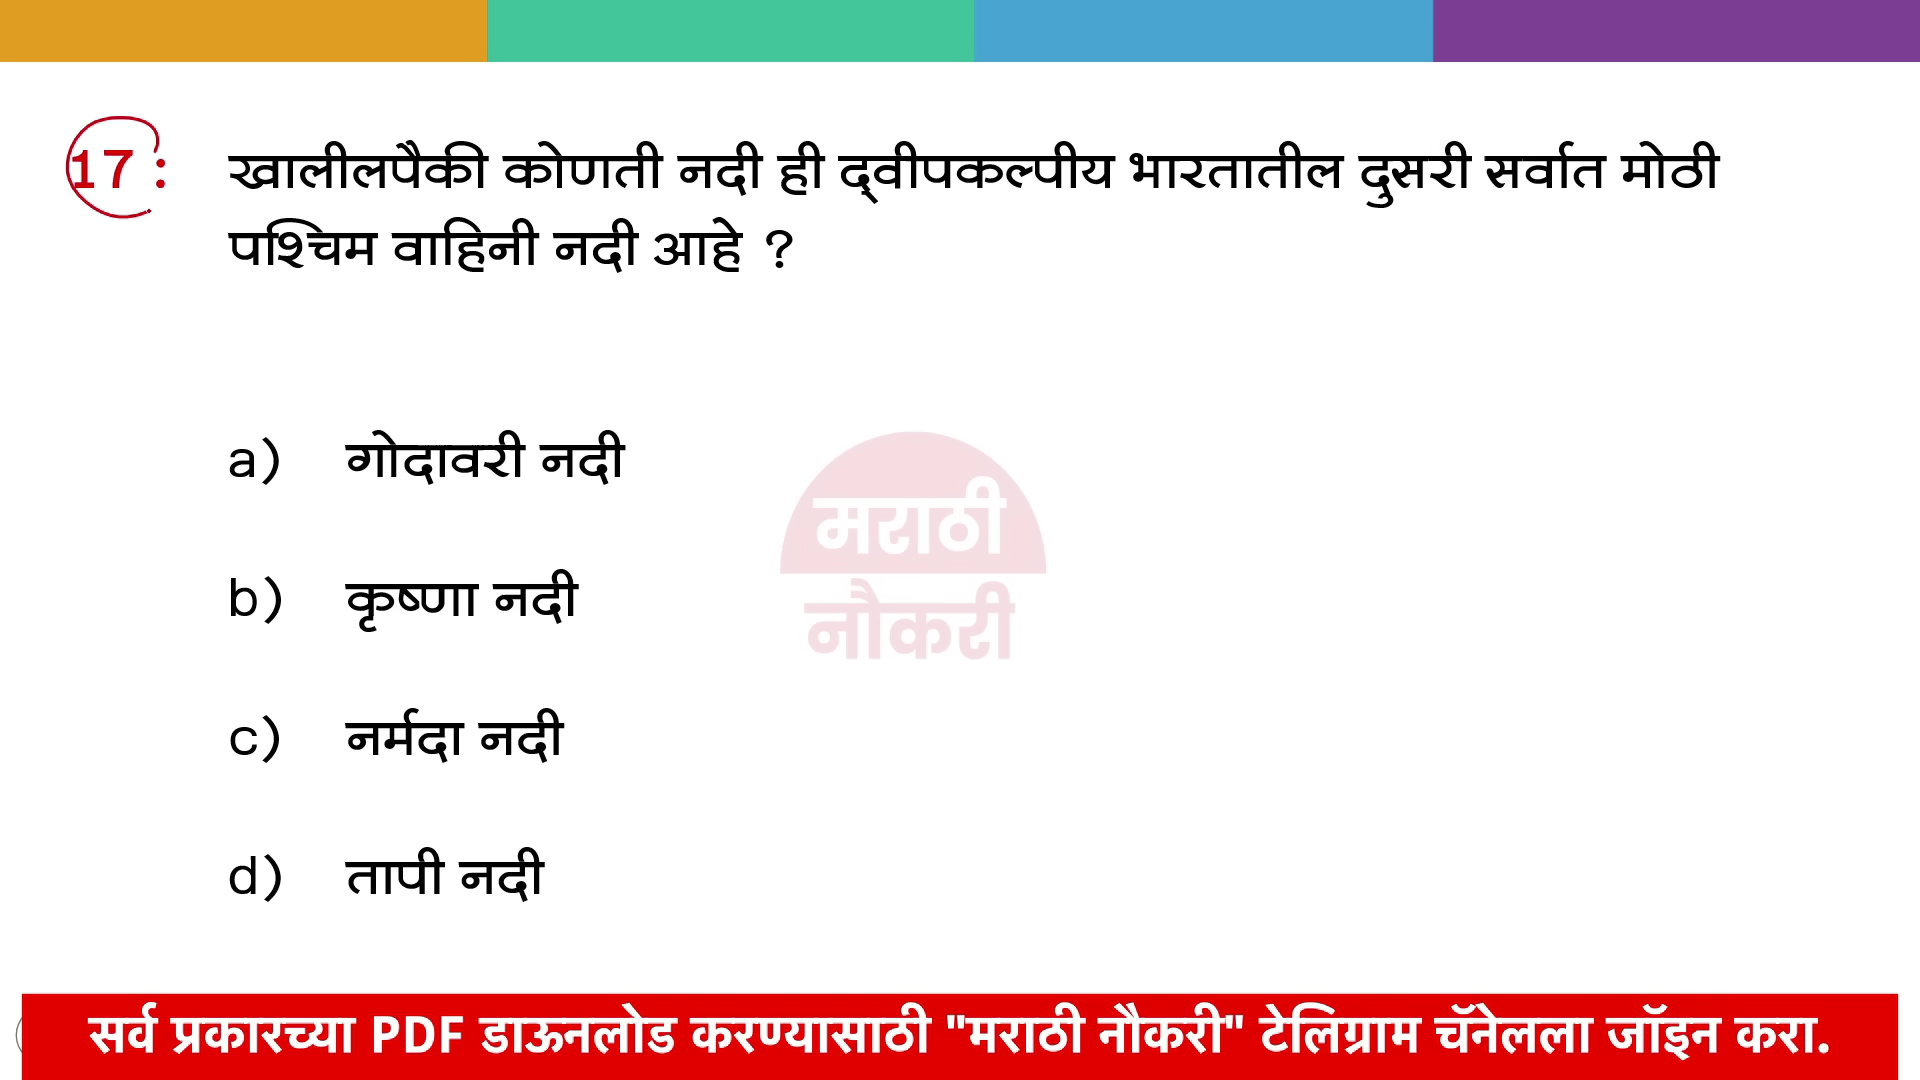 17 : खालीलपैकी कोणती नदी ही द्वीपकल्पीय भारतातील दुसरी सर्वात मोठी
पश्चिम वाहिनी नदी आहे ?
a) गोदावरी नदी
b) कृष्णा नदी
c) नर्मदा नदी
d) तापी नदी
मराठी
नौकरी
सर्व प्रकारच्या PDF डाऊनलोड करण्यासाठी "मराठी नौकरी" टेलिग्राम चॅनेलला जॉइन करा.